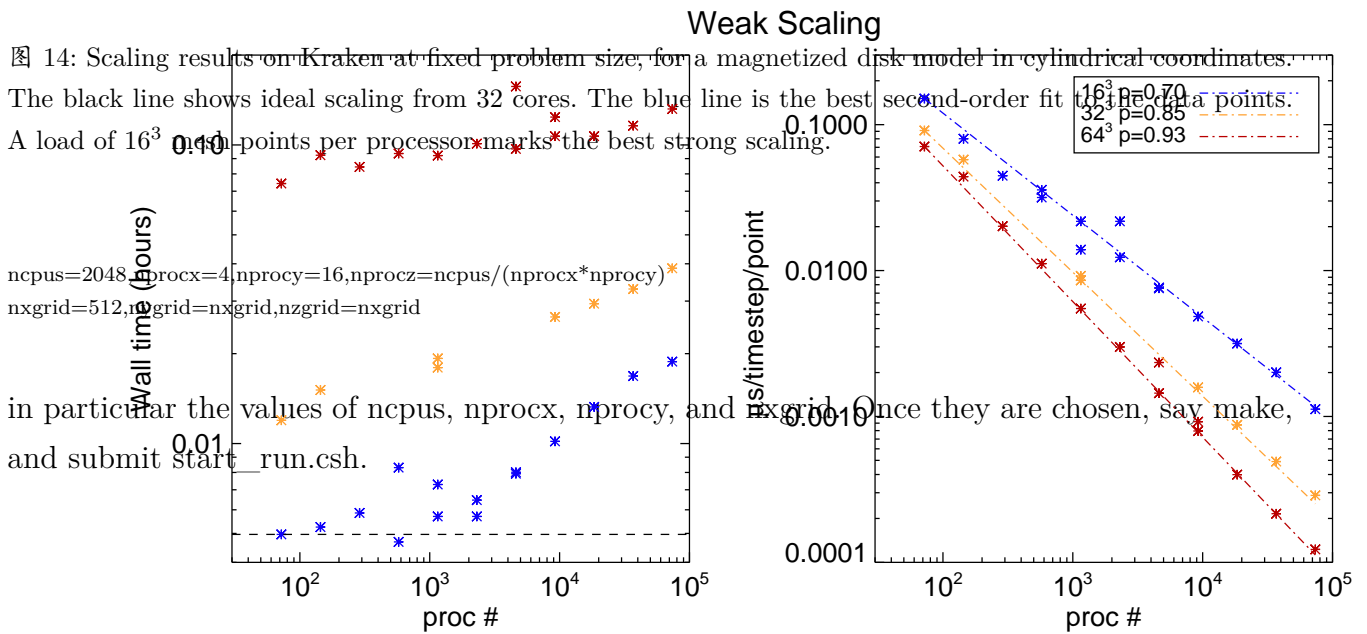 Weak Scaling
图 14: Scaling results on Kraken at fixed problem size, for a magnetized disk model in cylindrical coordinates.
The black line shows ideal scaling from 32 cores. The blue line is the best second-order fit to the data points.
A load of 16³ mesh points per processor marks the best strong scaling.
ncpus=2048,nprocx=4,nprocy=16,nprocz=ncpus/(nprocx*nprocy)
nxgrid=512,nygrid=nxgrid,nzgrid=nxgrid
in particular the values of ncpus, nprocx, nprocy, and nxgrid. Once they are chosen, say make,
and submit start_run.csh.
Wall time (hours)
0.10
0.01
10² 10³ 10⁴ 10⁵
proc #
μs/timestep/point
0.1000
0.0100
0.0010
0.0001
16³ p=0.70
32³ p=0.85
64³ p=0.93
10² 10³ 10⁴ 10⁵
proc #